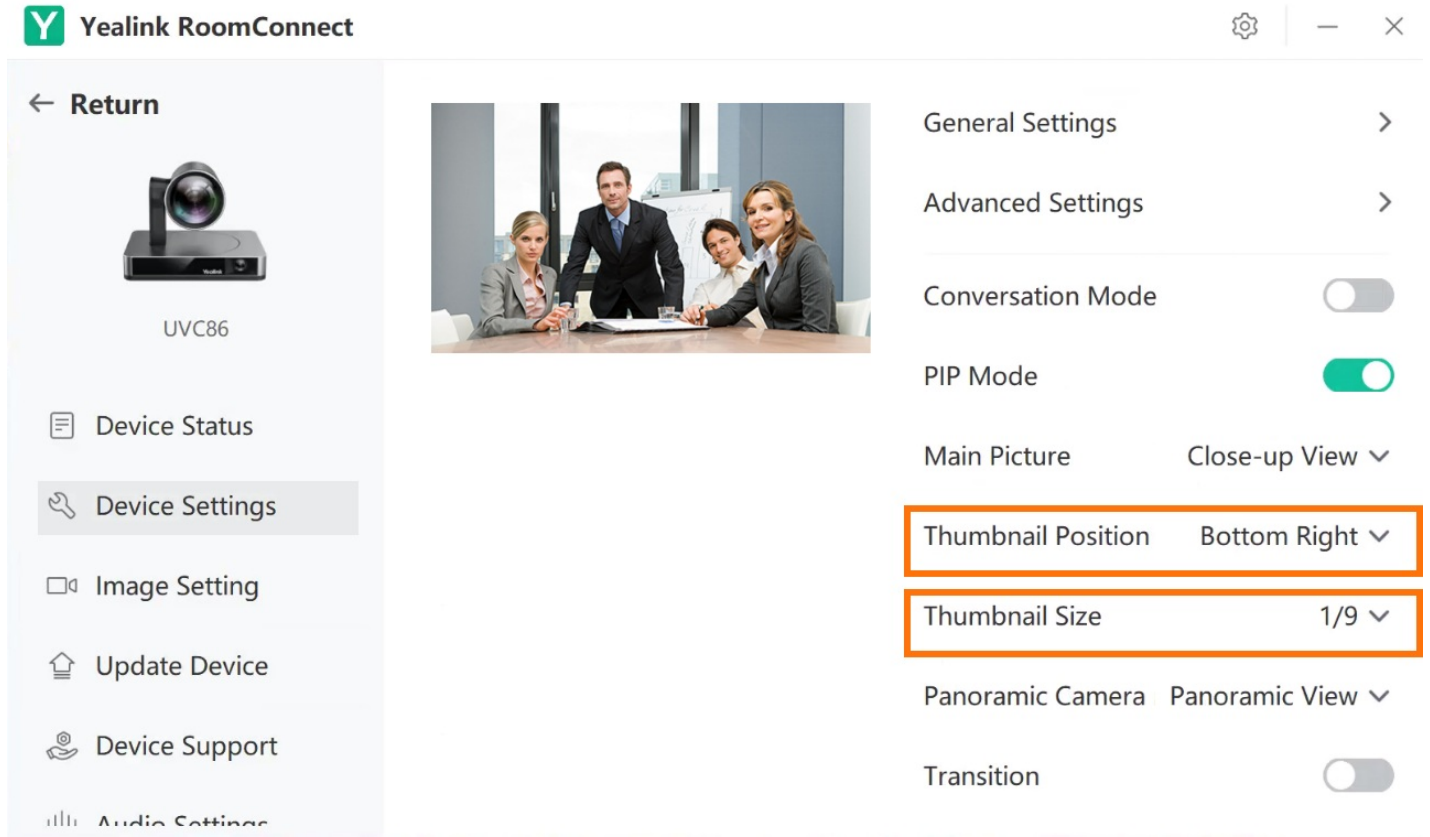 Yealink RoomConnect
Return
UVC86
Device Status
Device Settings
Image Setting
Update Device
Device Support
Audio Settings
General Settings
Advanced Settings
Conversation Mode
PIP Mode
Main Picture Close-up View
Thumbnail Position Bottom Right
Thumbnail Size 1/9
Panoramic Camera Panoramic View
Transition